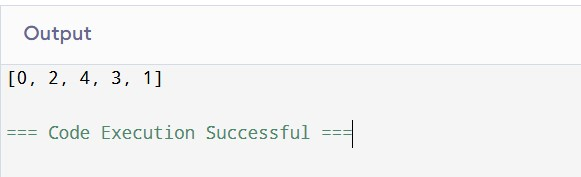 Output
[0, 2, 4, 3, 1]
=== Code Execution Successful ===